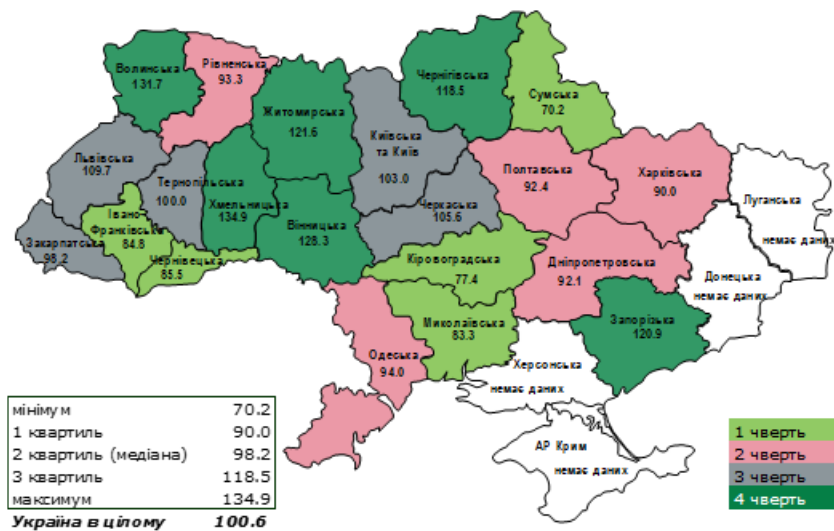 Волинська
131.7
Рівненська
93.3
Житомирська
121.6
Київська
та Київ
103.0
Чернігівська
118.5
Сумська
70.2
Львівська
109.7
Тернопільська
100.0
Хмельницька
134.9
Вінницька
128.3
Черкаська
105.6
Полтавська
92.4
Харківська
90.0
Луганська
немає даних
Закарпатська
98.2
Івано-
Франківська
84.8
Чернівецька
85.5
Кіровоградська
77.4
Дніпропетровська
92.1
Донецька
немає даних
Миколаївська
83.3
Запорізька
120.9
Одеська
94.0
Херсонська
немає даних
АР Крим
немає даних
мінімум 70.2
1 квартиль 90.0
2 квартиль (медіана) 98.2
3 квартиль 118.5
максимум 134.9
Україна в цілому 100.6
1 чверть
2 чверть
3 чверть
4 чверть